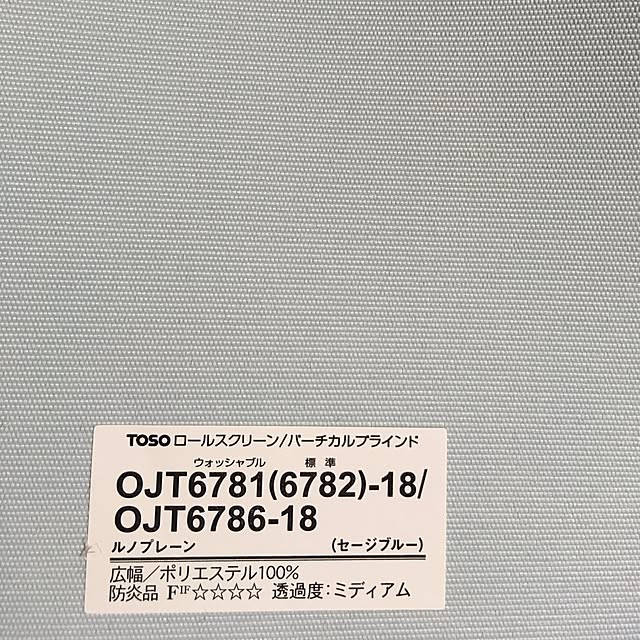 TOSO ロールスクリーン/バーチカルブラインド
ウォッシャブル 標準
OJT6781(6782)-18/
OJT6786-18
ルノプレーン (セージブルー)
広幅/ポリエステル100%
防炎品 FIF☆☆☆☆ 透過度:ミディアム